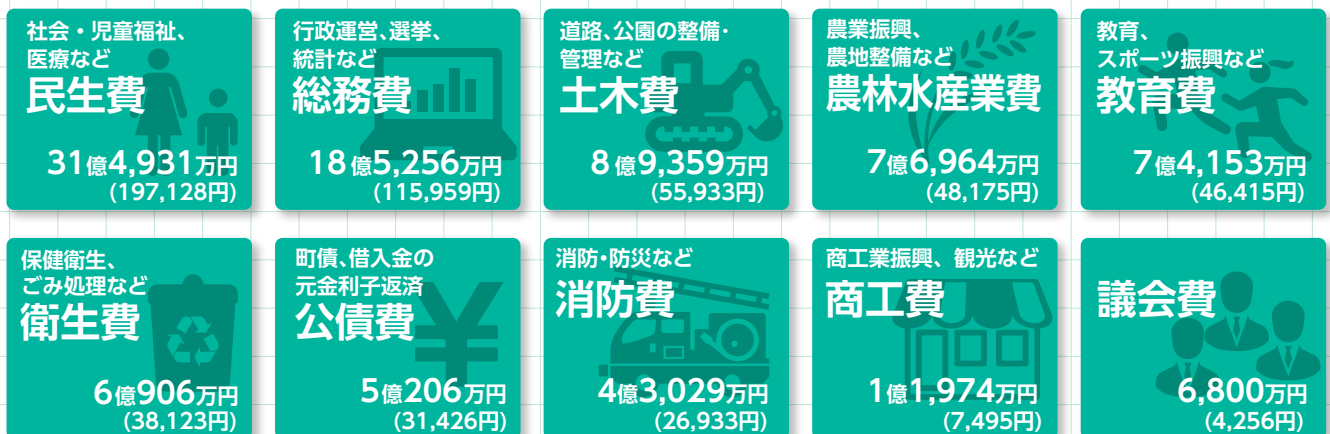 社会・児童福祉、
医療など
民生費
31億4,931万円
(197,128円)
行政運営、選挙、
統計など
総務費
18億5,256万円
(115,959円)
道路、公園の整備・
管理など
土木費
8億9,359万円
(55,933円)
農業振興、
農地整備など
農林水産業費
7億6,964万円
(48,175円)
教育、
スポーツ振興など
教育費
7億4,153万円
(46,415円)
保健衛生、
ごみ処理など
衛生費
6億906万円
(38,123円)
町債、借入金の
元金利子返済
公債費
¥
5億206万円
(31,426円)
消防・防災など
消防費
4億3,029万円
(26,933円)
商工業振興、観光など
商工費
1億1,974万円
(7,495円)
議会費
6,800万円
(4,256円)